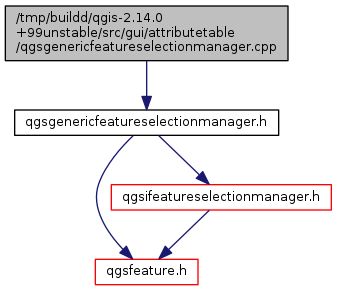 /tmp/buildd/qgis-2.14.0
+99unstable/src/gui/attributetable
/qgsgenericfeatureselectionmanager.cpp
qgsgenericfeatureselectionmanager.h
qgsifeatureselectionmanager.h
qgsfeature.h